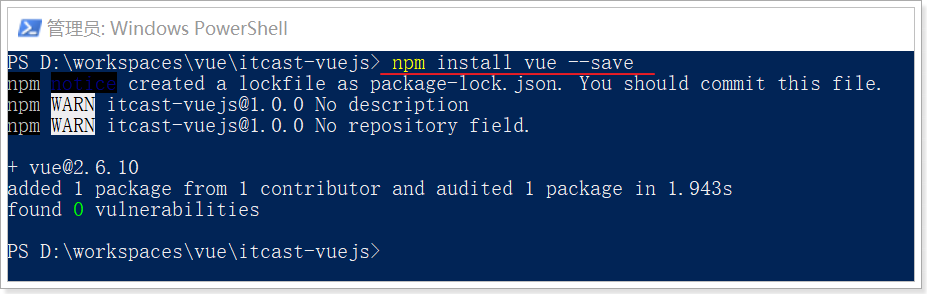 管理员: Windows PowerShell
PS D:\workspaces\vue\itcast-vuejs> npm install vue --save
npm notice created a lockfile as package-lock.json. You should commit this file.
npm WARN itcast-vuejs@1.0.0 No description
npm WARN itcast-vuejs@1.0.0 No repository field.
+ vue@2.6.10
added 1 package from 1 contributor and audited 1 package in 1.943s
found 0 vulnerabilities
PS D:\workspaces\vue\itcast-vuejs>